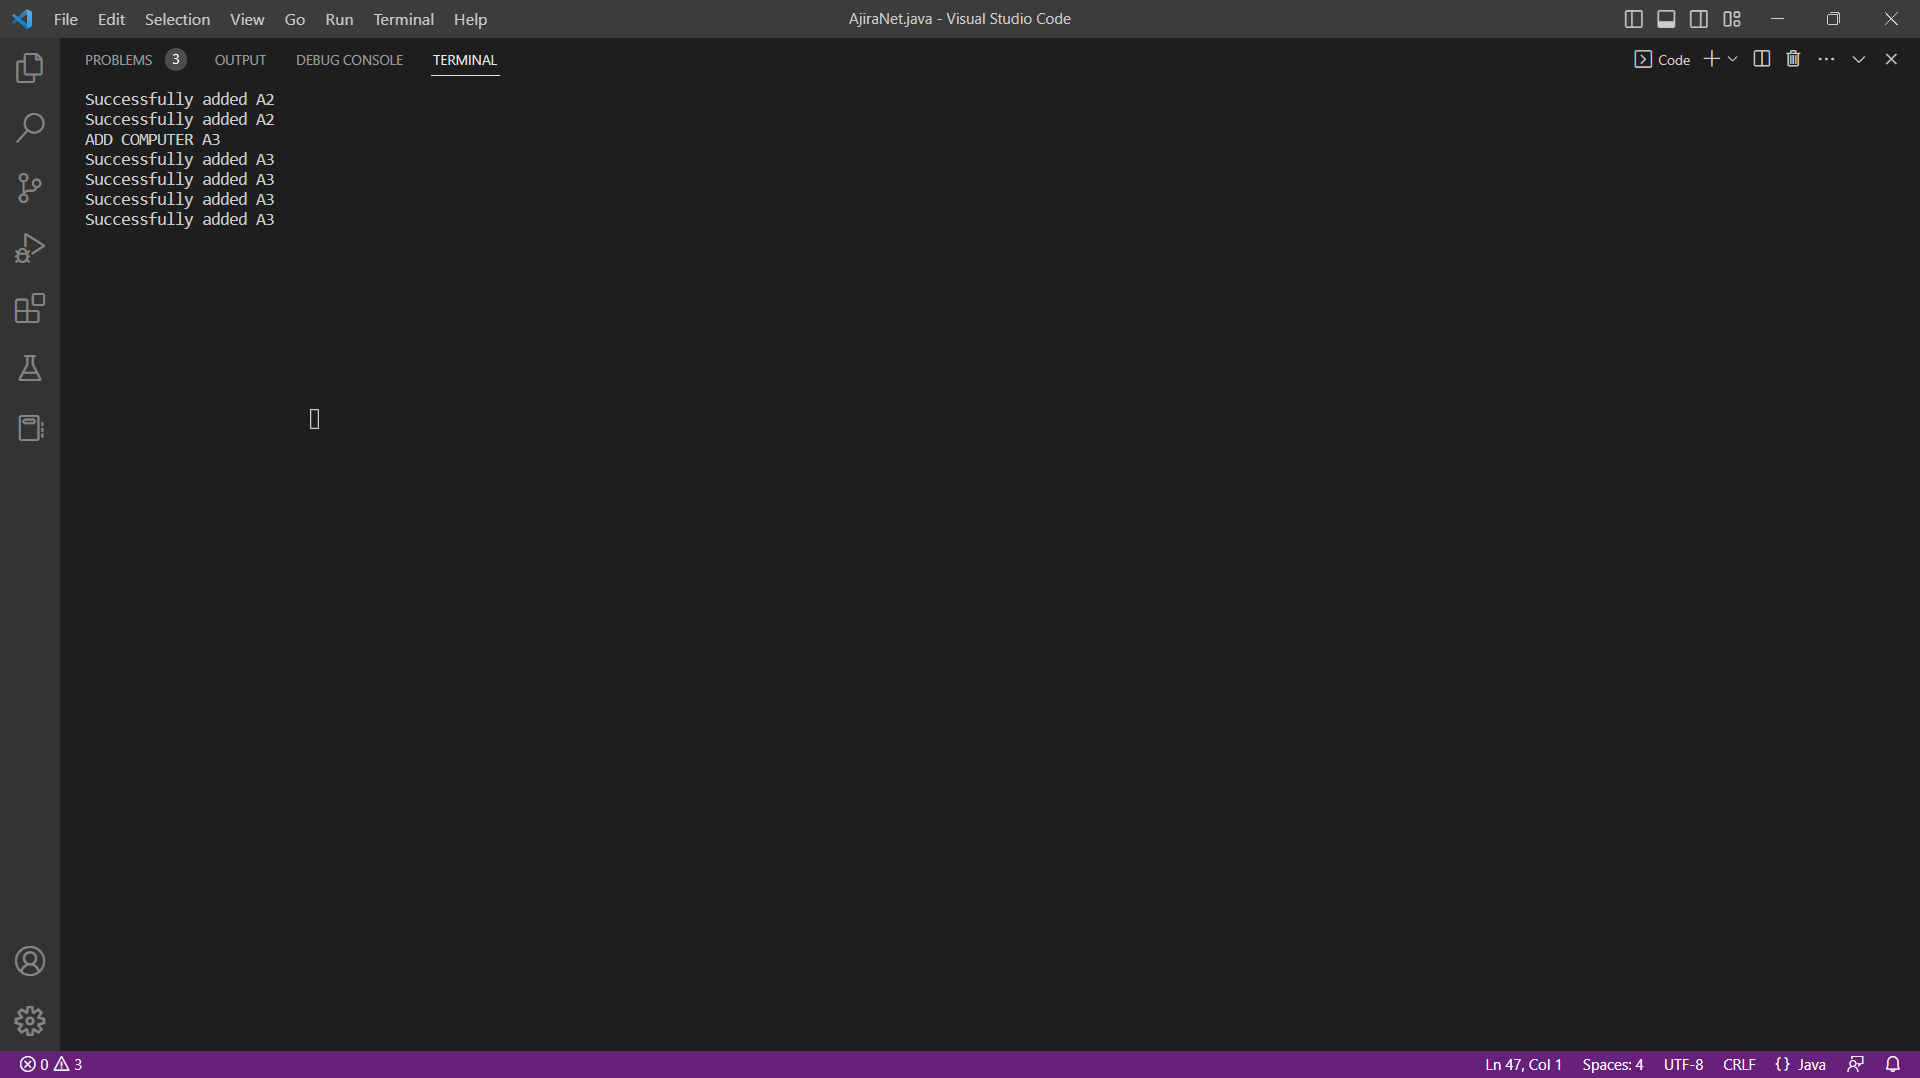 File Edit Selection View Go Run Terminal Help
AjiraNet.java - Visual Studio Code
PROBLEMS 3 OUTPUT DEBUG CONSOLE TERMINAL
Code
Successfully added A2
Successfully added A2
ADD COMPUTER A3
Successfully added A3
Successfully added A3
Successfully added A3
Successfully added A3
0 3
Ln 47, Col 1 Spaces: 4 UTF-8 CRLF {} Java